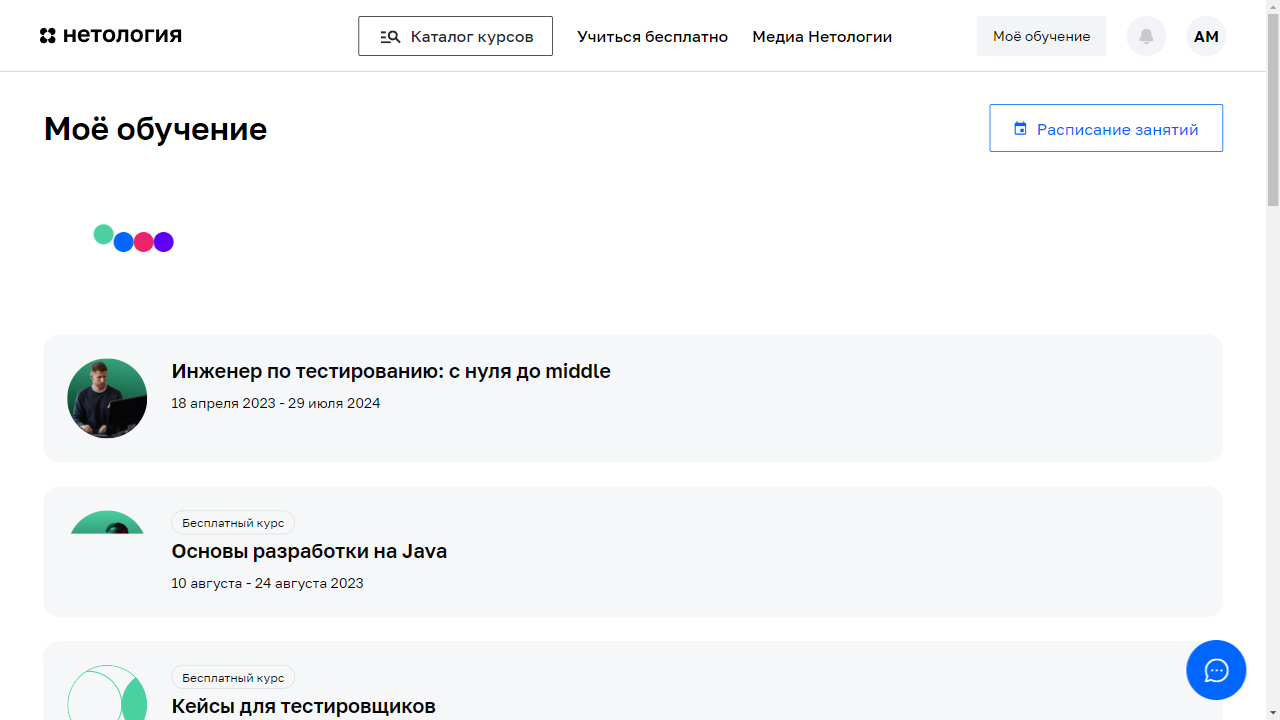 нетология
Каталог курсов
Учиться бесплатно
Медиа Нетологии
Моё обучение
АМ
Моё обучение
Расписание занятий
Инженер по тестированию: с нуля до middle
18 апреля 2023 - 29 июля 2024
Бесплатный курс
Основы разработки на Java
10 августа - 24 августа 2023
Бесплатный курс
Кейсы для тестировщиков